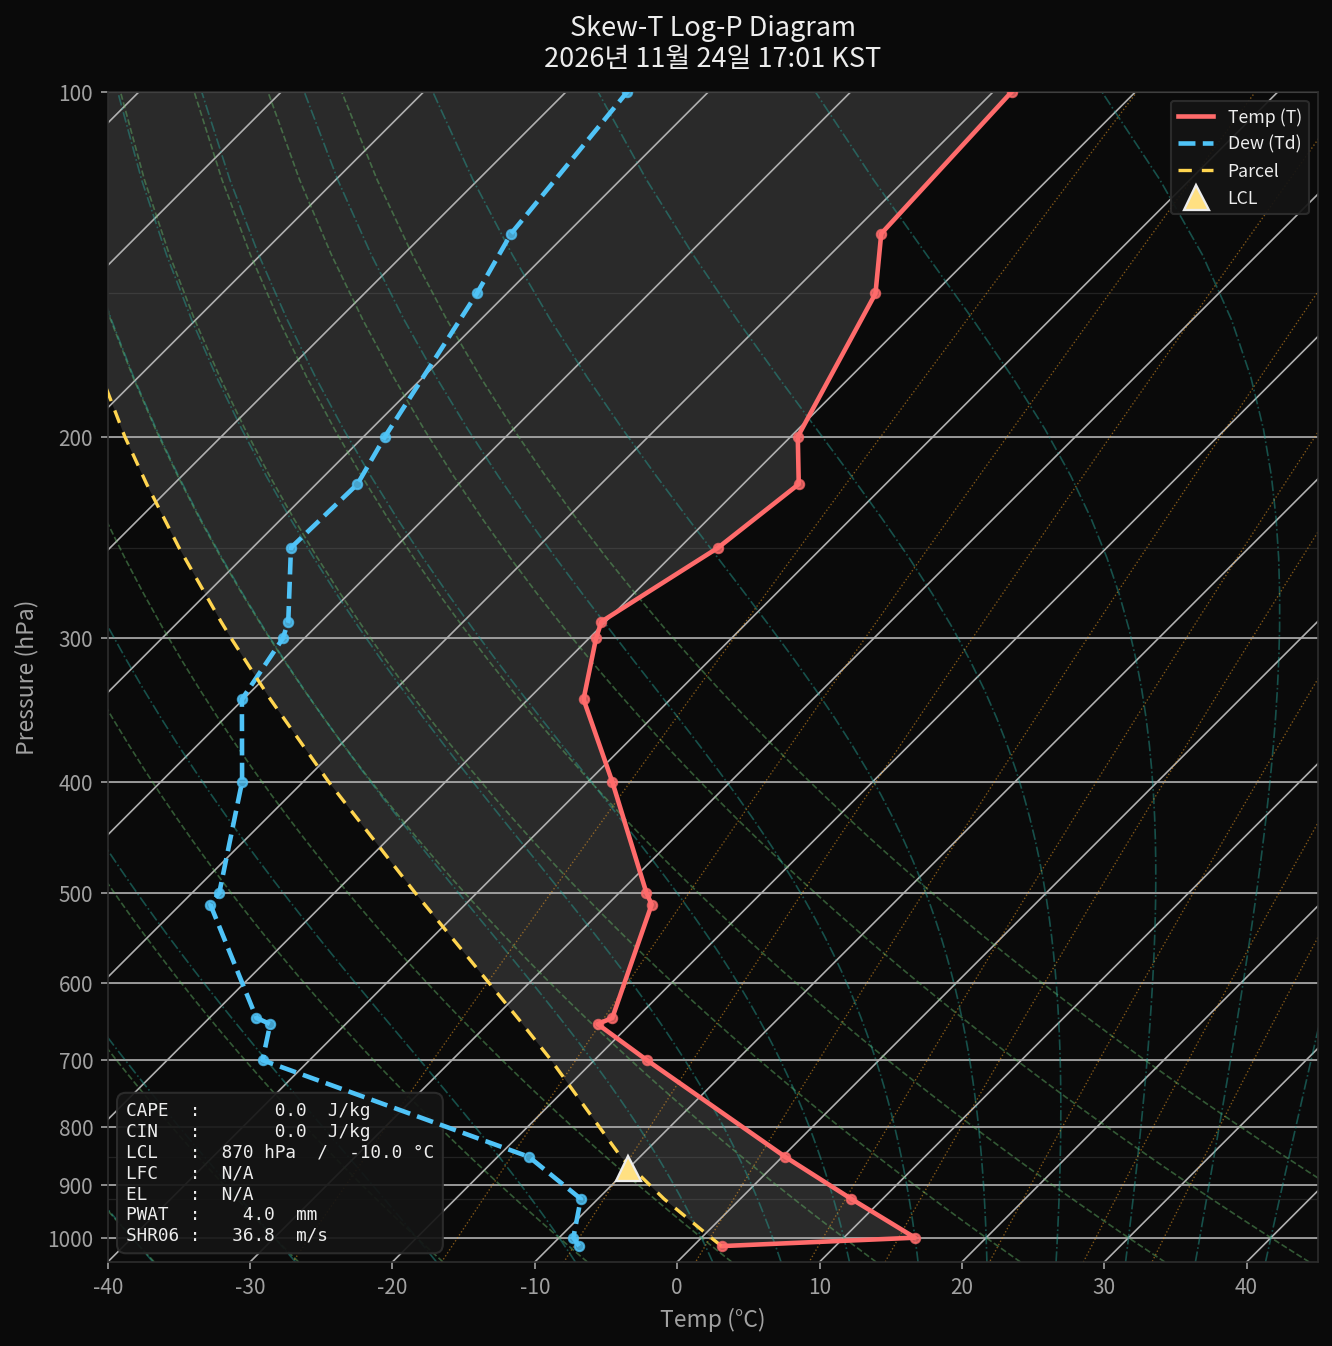 Skew-T Log-P Diagram
2026년 11월 24일 17:01 KST
Temp (T)
Dew (Td)
Parcel
LCL
Pressure (hPa)
100
200
300
400
500
600
700
800
900
1000
CAPE : 0.0 J/kg
CIN : 0.0 J/kg
LCL : 870 hPa / -10.0 °C
LFC : N/A
EL : N/A
PWAT : 4.0 mm
SHR06 : 36.8 m/s
-40 -30 -20 -10 0 10 20 30 40
Temp (°C)